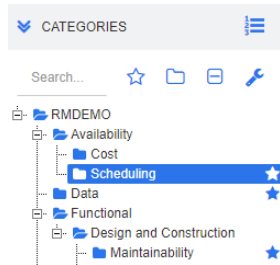 CATEGORIES
Search...
RMDEMO
Availability
Cost
Scheduling
Data
Functional
Design and Construction
Maintainability